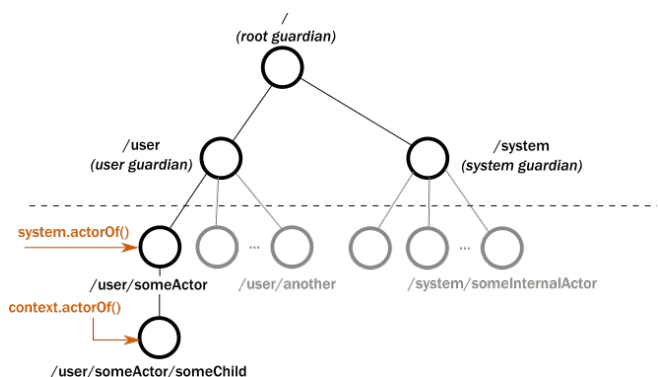 /
(root guardian)
/user
(user guardian)
/system
(system guardian)
system.actorOf()
...
...
/user/someActor
/user/another
/system/someInternalActor
context.actorOf()
/user/someActor/someChild